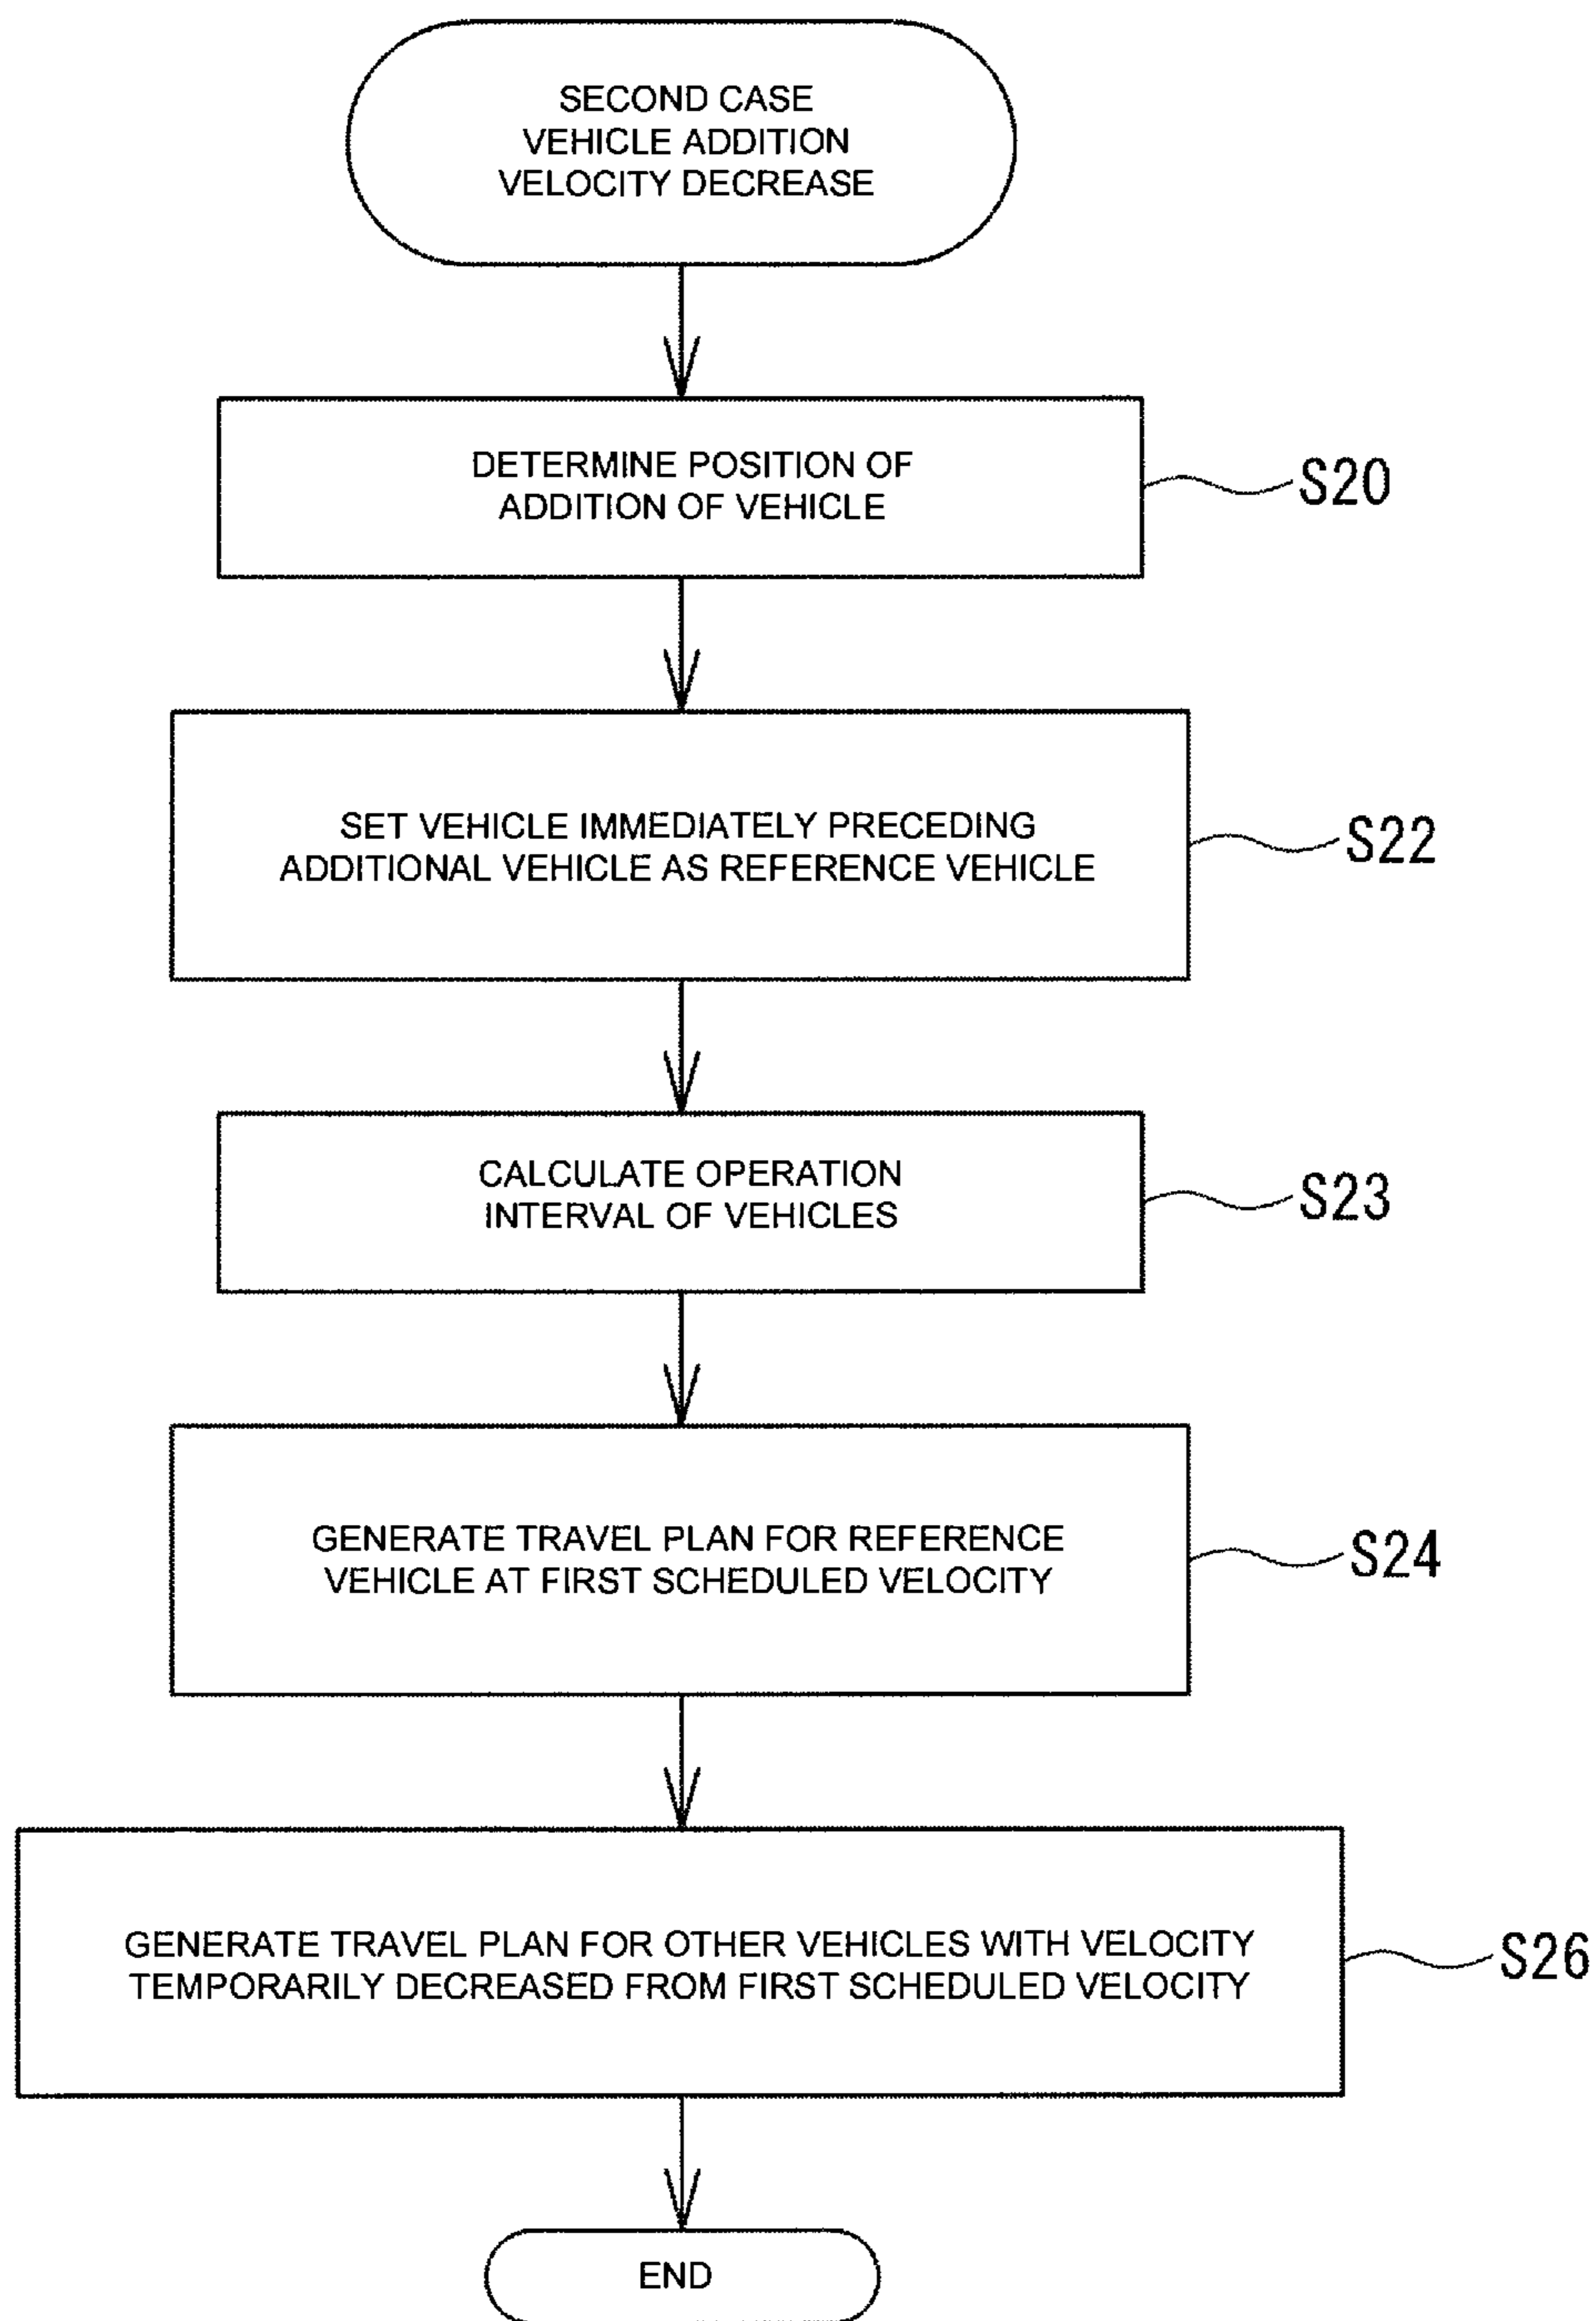 SECOND CASE
VEHICLE ADDITION
VELOCITY DECREASE
DETERMINE POSITION OF
ADDITION OF VEHICLE
S20
SET VEHICLE IMMEDIATELY PRECEDING
ADDITIONAL VEHICLE AS REFERENCE VEHICLE
S22
CALCULATE OPERATION
INTERVAL OF VEHICLES
S23
GENERATE TRAVEL PLAN FOR REFERENCE
VEHICLE AT FIRST SCHEDULED VELOCITY
S24
GENERATE TRAVEL PLAN FOR OTHER VEHICLES WITH VELOCITY
TEMPORARILY DECREASED FROM FIRST SCHEDULED VELOCITY
S26
END